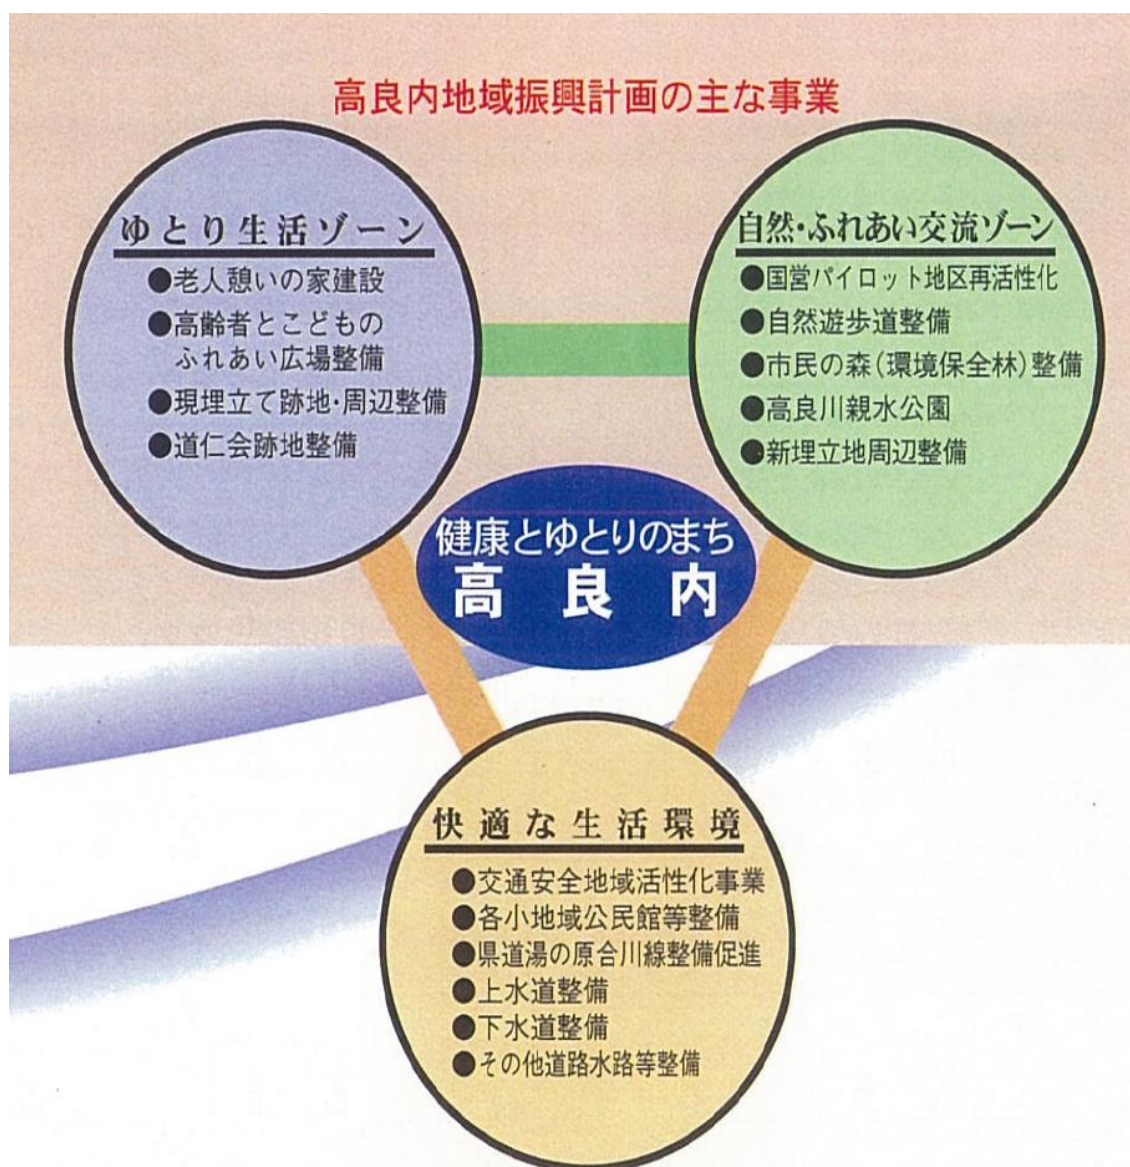 高良内地域振興計画の主な事業
ゆとり生活ゾーン
●老人憩いの家建設
●高齢者とこどもの
ふれあい広場整備
●現埋立て跡地・周辺整備
●道仁会跡地整備
自然・ふれあい交流ゾーン
●国営パイロット地区再活性化
●自然遊歩道整備
●市民の森(環境保全林)整備
●高良川親水公園
●新埋立地周辺整備
健康とゆとりのまち
高良内
快適な生活環境
●交通安全地域活性化事業
●各小地域公民館等整備
●県道湯の原合川線整備促進
●上水道整備
●下水道整備
●その他道路水路等整備